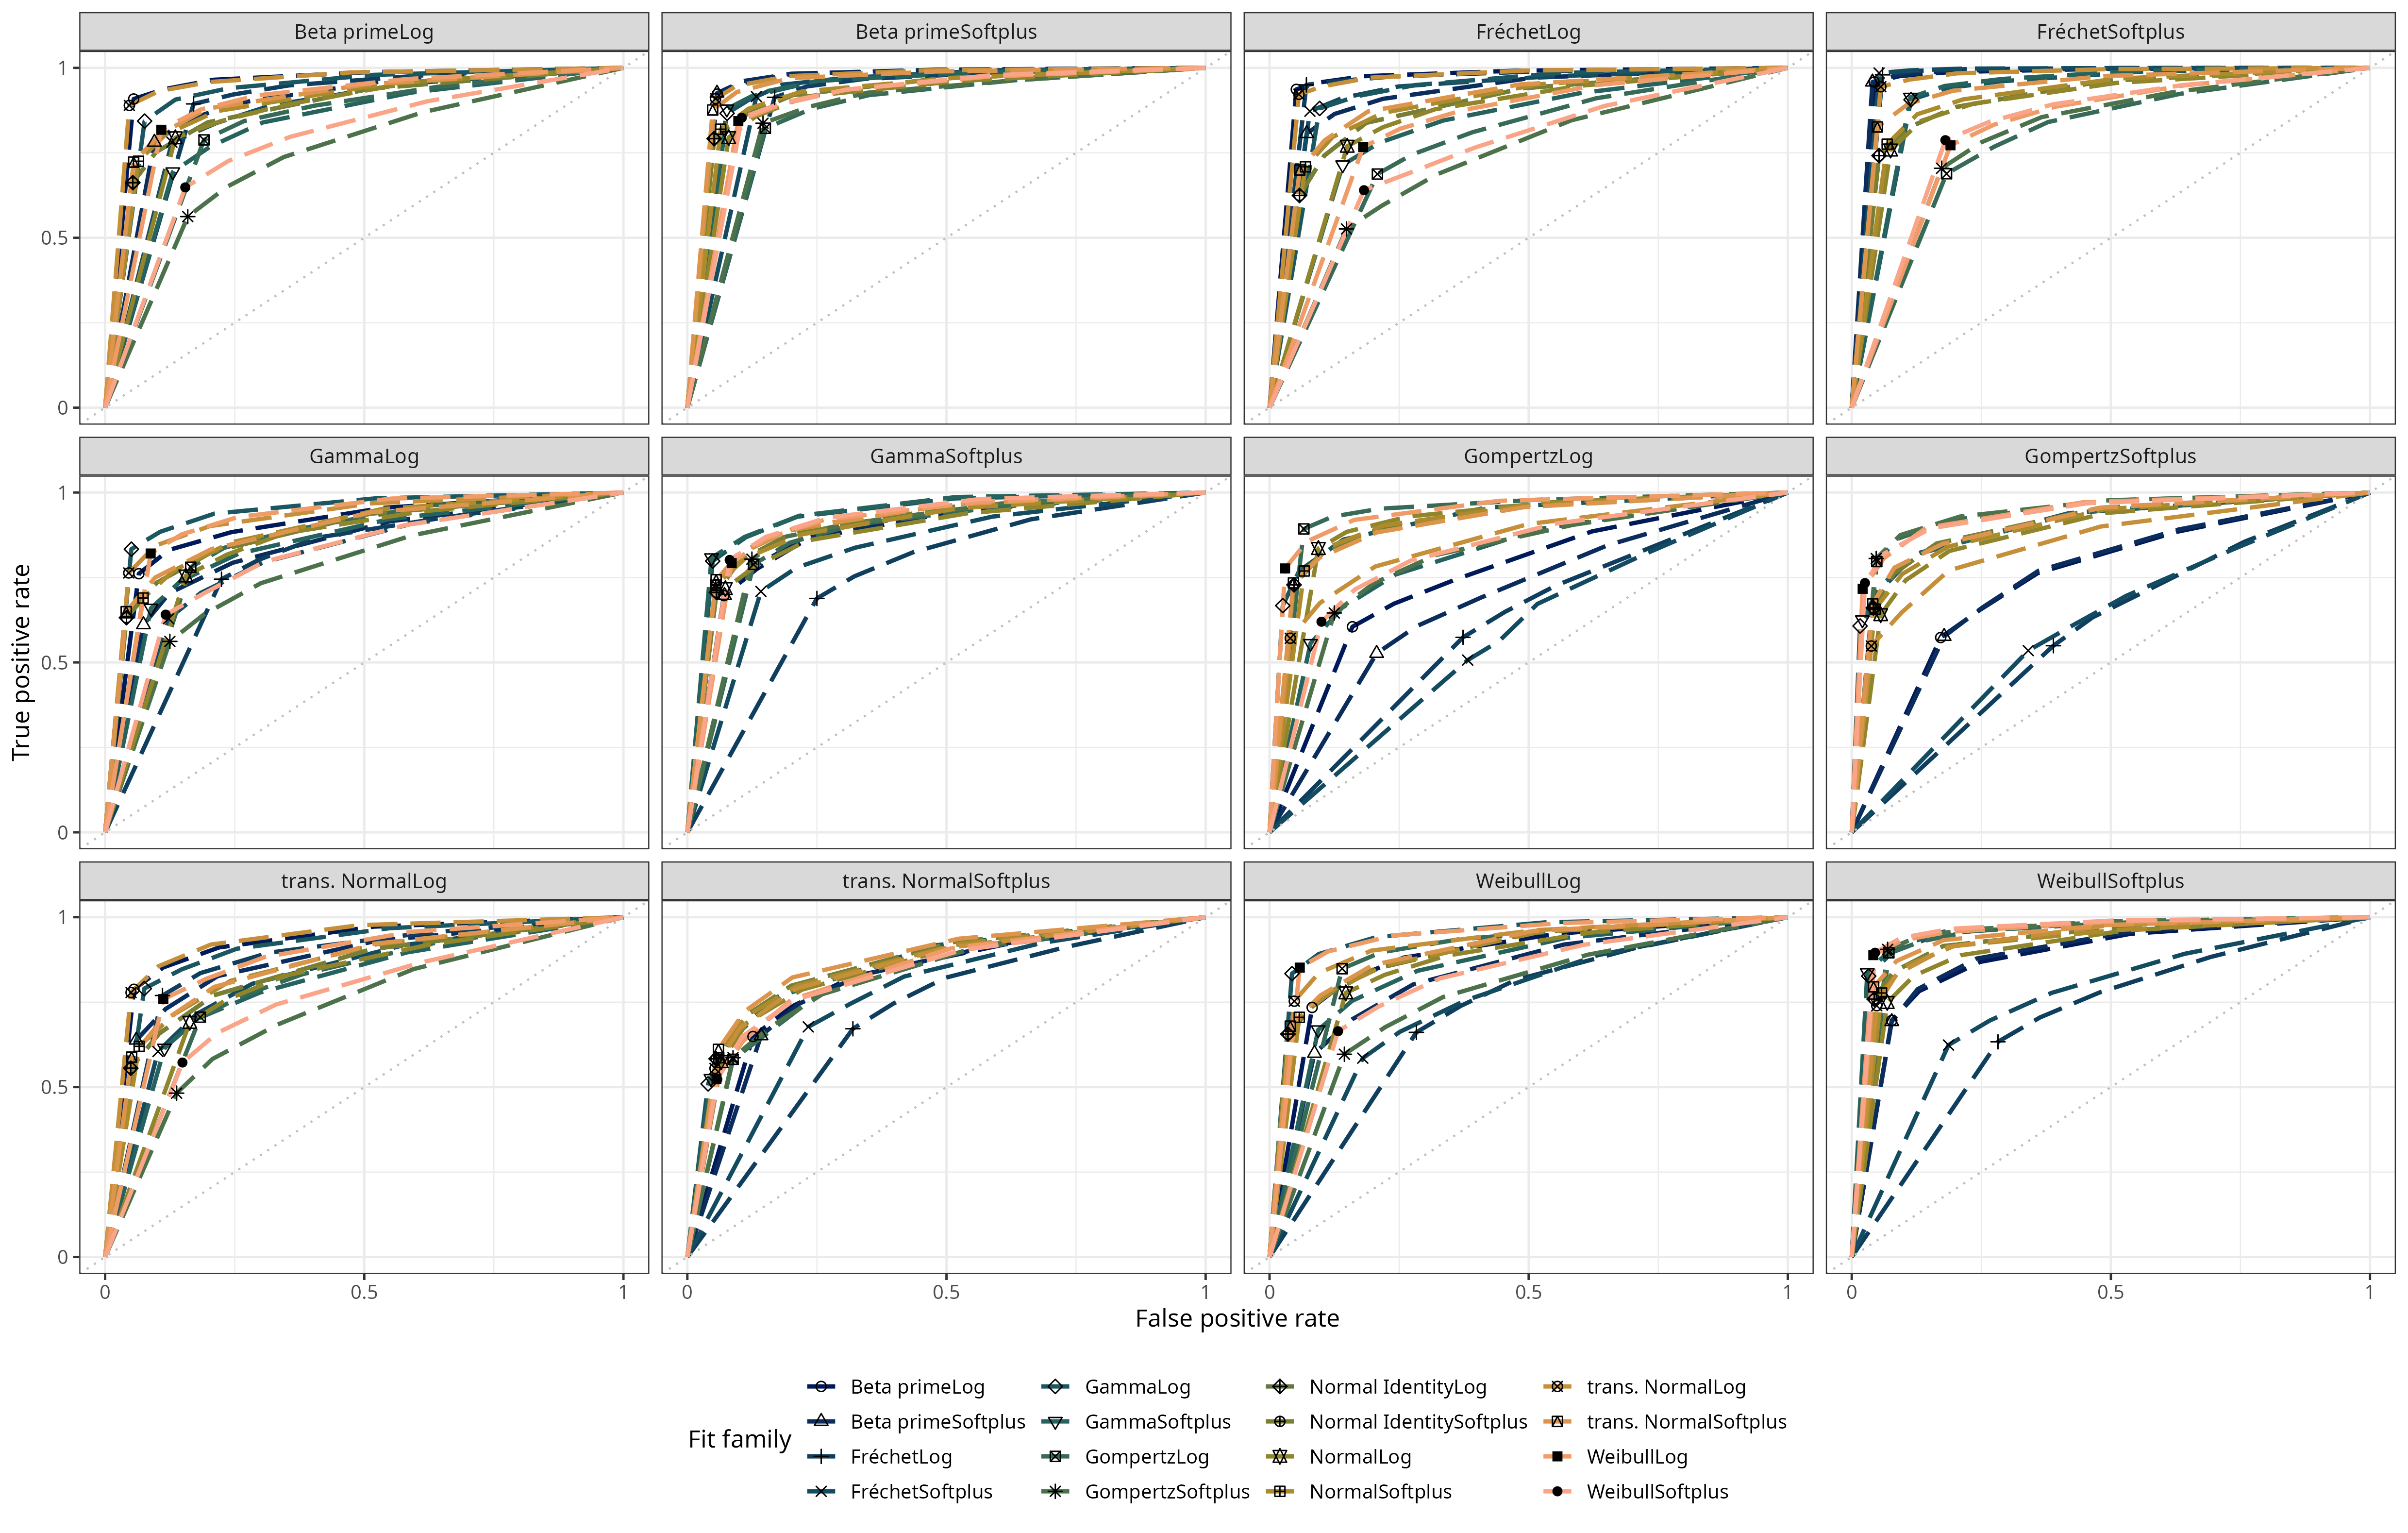 Beta primeLog
Beta primeSoftplus
FréchetLog
FréchetSoftplus
1
0.5
0
GammaLog
GammaSoftplus
GompertzLog
GompertzSoftplus
1
0.5
0
True positive rate
trans. NormalLog
trans. NormalSoftplus
WeibullLog
WeibullSoftplus
1
0.5
0
0 0.5 1 0 0.5 1 0 0.5 1 0 0.5 1
False positive rate
Fit family
Beta primeLog
Beta primeSoftplus
FréchetLog
FréchetSoftplus
GammaLog
GammaSoftplus
GompertzLog
GompertzSoftplus
Normal IdentityLog
Normal IdentitySoftplus
NormalLog
NormalSoftplus
trans. NormalLog
trans. NormalSoftplus
WeibullLog
WeibullSoftplus